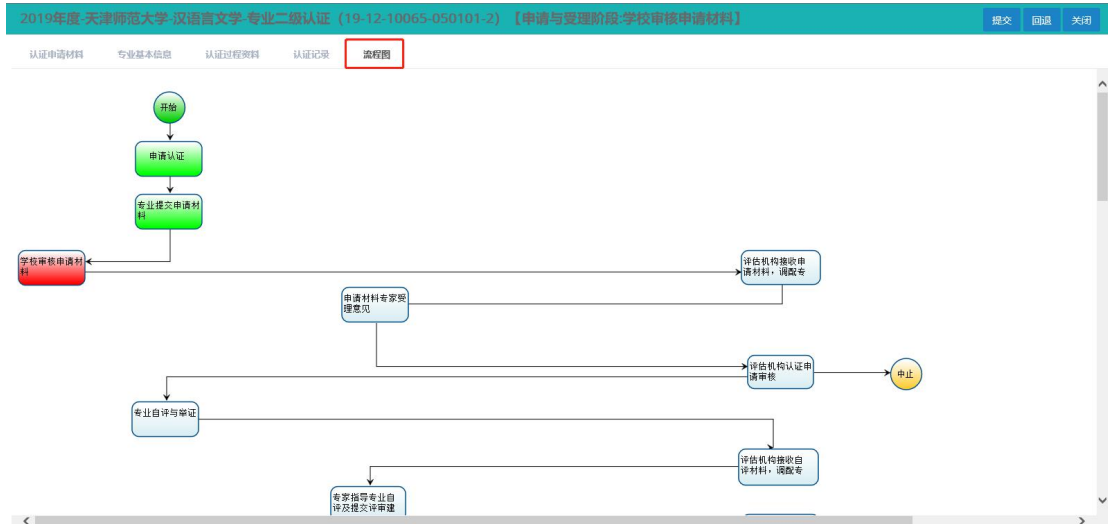 2019年度-天津师范大学-汉语言文学-专业二级认证（19-12-10065-050101-2）【申请与受理阶段:学校审核申请材料】
提交 回退 关闭
认证申请材料 专业基本信息 认证过程资料 认证记录 流程图
开始
申请认证
专业提交申请材
料
学校审核申请材
料
评估机构接收申
请材料，调配专
申请材料专家受
理意见
评估机构认证申
请审核
中止
专业自评与举证
评估机构接收自
评材料，调配专
专家指导专业自
评及提交评审建